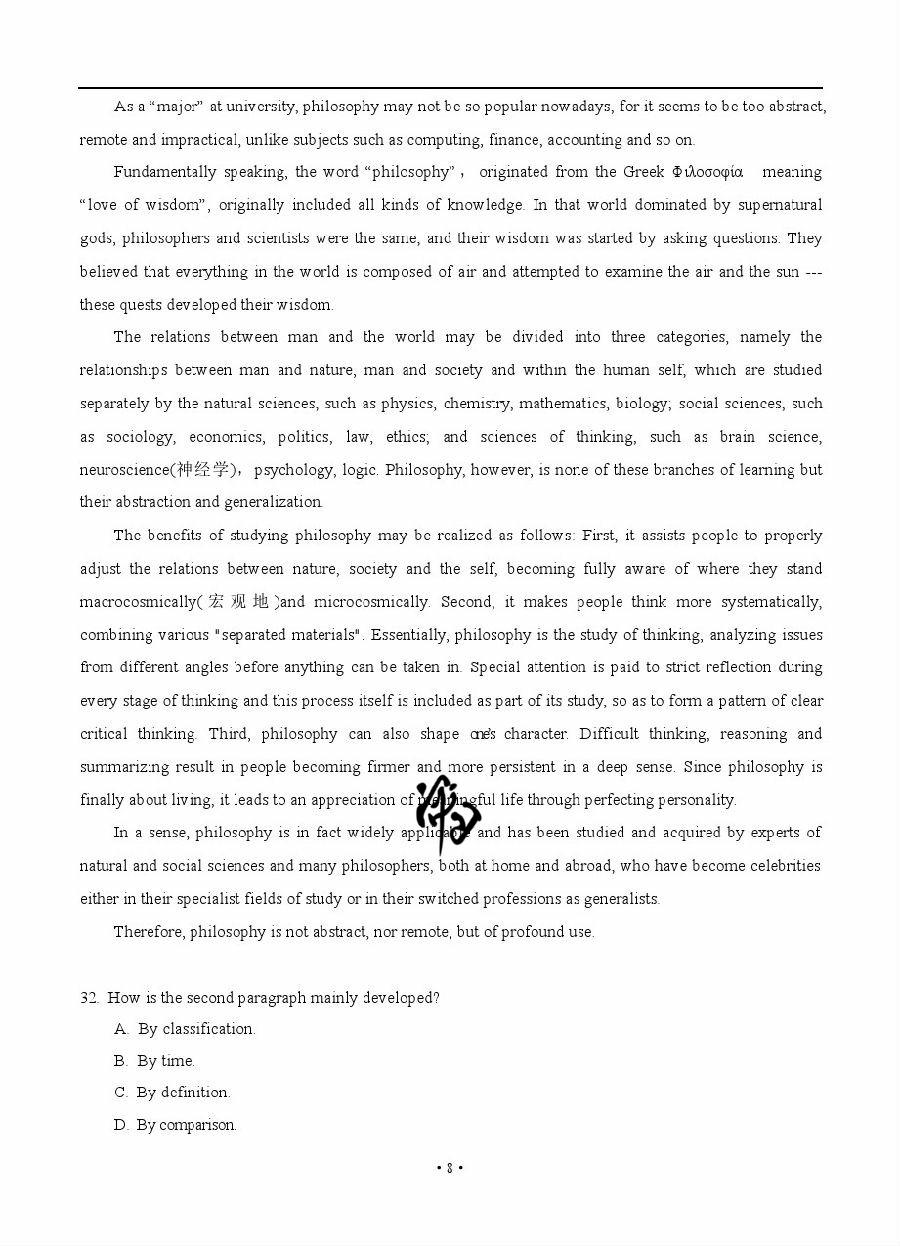 As a “major” at university, philosophy may not be so popular nowadays, for it seems to be too abstract,
remote and impractical, unlike subjects such as computing, finance, accounting and so on.
Fundamentally speaking, the word “philosophy”， originated from the Greek Φιλοσοφία meaning
“love of wisdom”, originally included all kinds of knowledge. In that world dominated by supernatural
gods, philosophers and scientists were the same, and their wisdom was started by asking questions. They
believed that everything in the world is composed of air and attempted to examine the air and the sun ---
these quests developed their wisdom.
The relations between man and the world may be divided into three categories, namely the
relationships between man and nature, man and society and within the human self, which are studied
separately by the natural sciences, such as physics, chemistry, mathematics, biology; social sciences, such
as sociology, economics, politics, law, ethics; and sciences of thinking, such as brain science,
neuroscience(神经学)，psychology, logic. Philosophy, however, is none of these branches of learning but
their abstraction and generalization.
The benefits of studying philosophy may be realized as follows: First, it assists people to properly
adjust the relations between nature, society and the self, becoming fully aware of where they stand
macrocosmically(宏观地)and microcosmically. Second, it makes people think more systematically,
combining various "separated materials". Essentially, philosophy is the study of thinking, analyzing issues
from different angles before anything can be taken in. Special attention is paid to strict reflection during
every stage of thinking and this process itself is included as part of its study, so as to form a pattern of clear
critical thinking. Third, philosophy can also shape one's character. Difficult thinking, reasoning and
summarizing result in people becoming firmer and more persistent in a deep sense. Since philosophy is
finally about living, it leads to an appreciation of meaningful life through perfecting personality.
In a sense, philosophy is in fact widely applicable and has been studied and acquired by experts of
natural and social sciences and many philosophers, both at home and abroad, who have become celebrities
either in their specialist fields of study or in their switched professions as generalists.
Therefore, philosophy is not abstract, nor remote, but of profound use.
32. How is the second paragraph mainly developed?
A. By classification.
B. By time.
C. By definition.
D. By comparison.
• 8 •